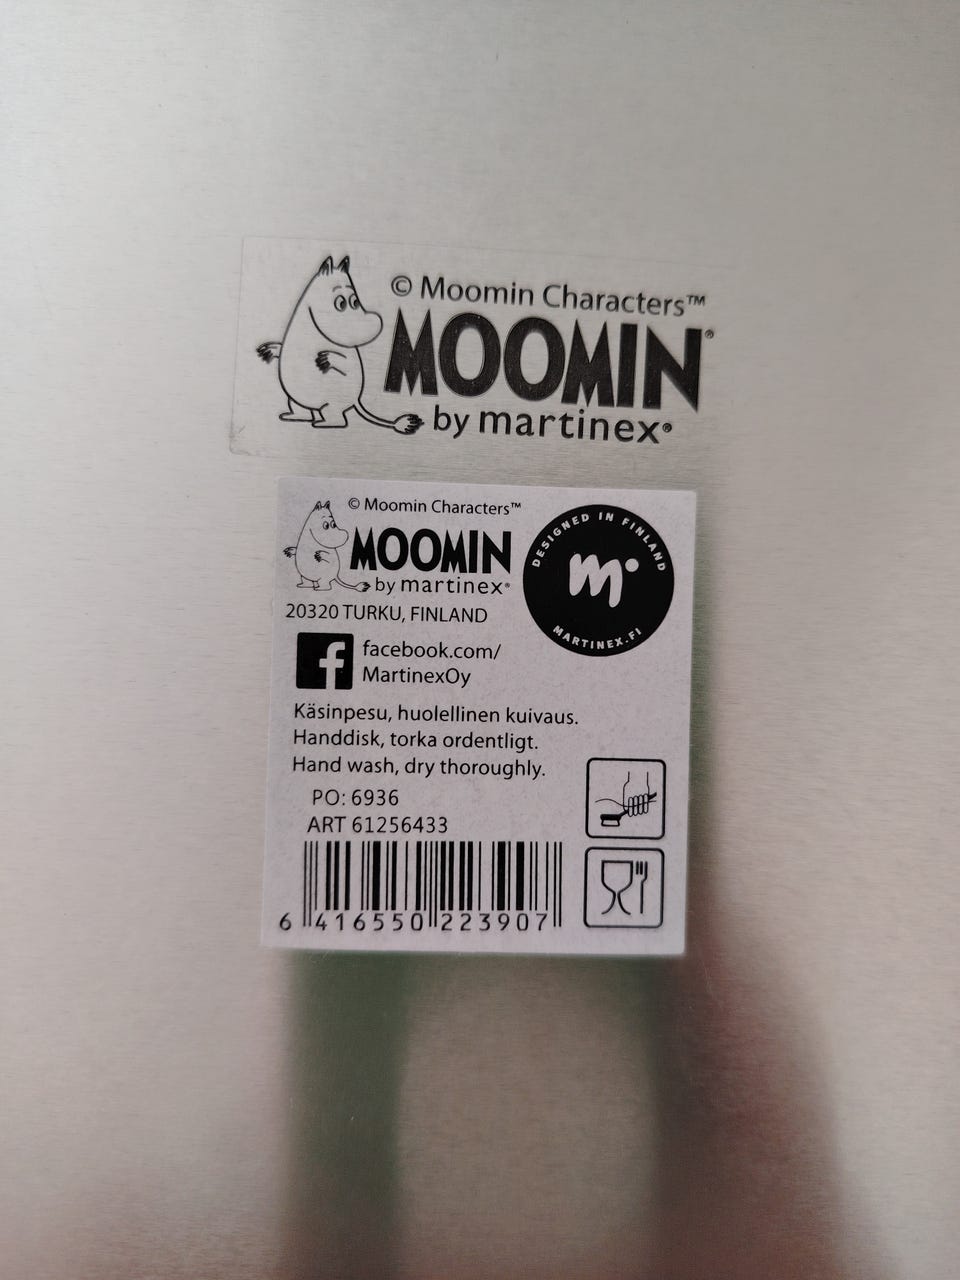 © Moomin Characters™
MOOMIN®
by martinex®
© Moomin Characters™
MOOMIN
by martinex®
20320 TURKU, FINLAND
DESIGNED IN FINLAND
m
MARTINEX.FI
f
facebook.com/
MartinexOy
Käsinpesu, huolellinen kuivaus.
Handdisk, torka ordentligt.
Hand wash, dry thoroughly.
PO: 6936
ART 61256433
6 416550 223907